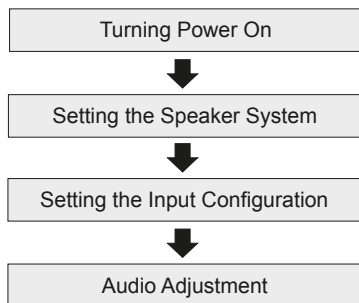 Turning Power On
Setting the Speaker System
Setting the Input Configuration
Audio Adjustment